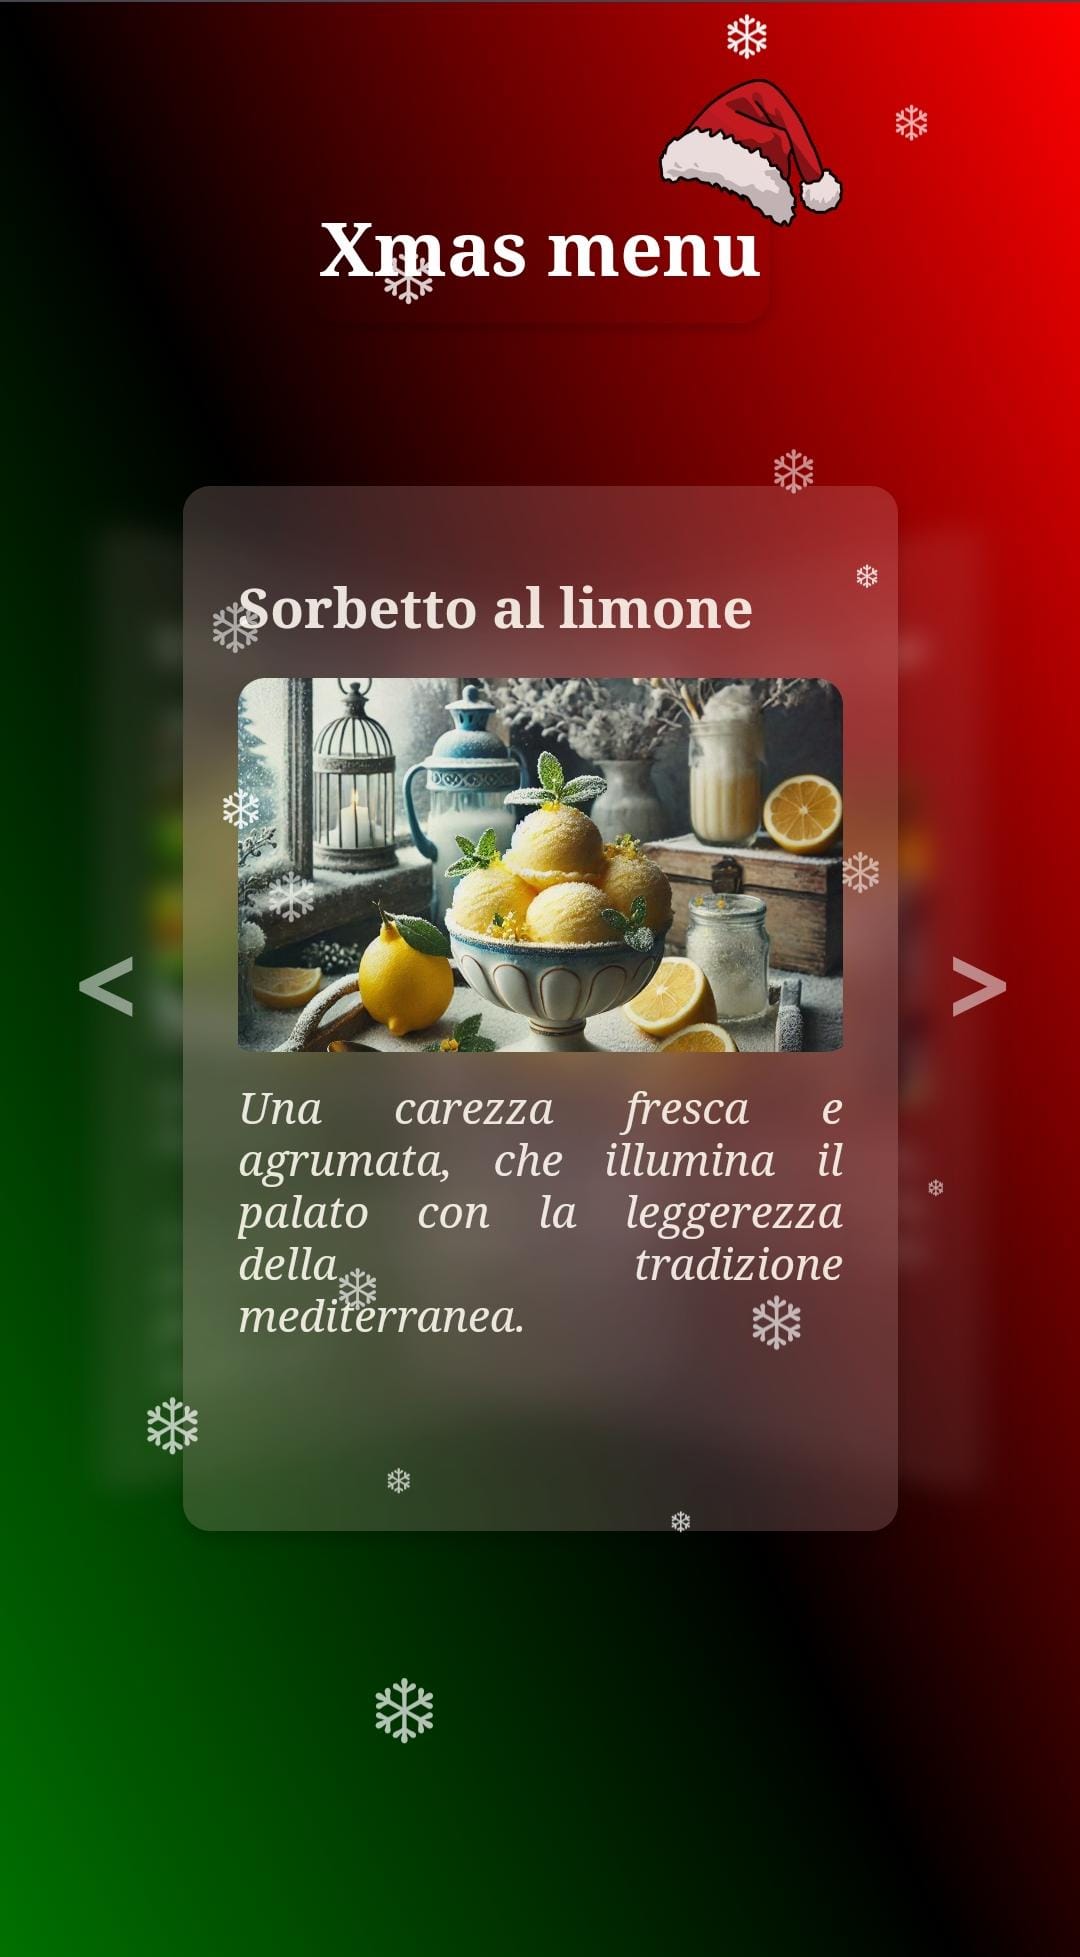 Xmas menu
Sorbetto al limone
<
>
Una carezza fresca e
agrumata, che illumina il
palato con la leggerezza
della tradizione
mediterranea.